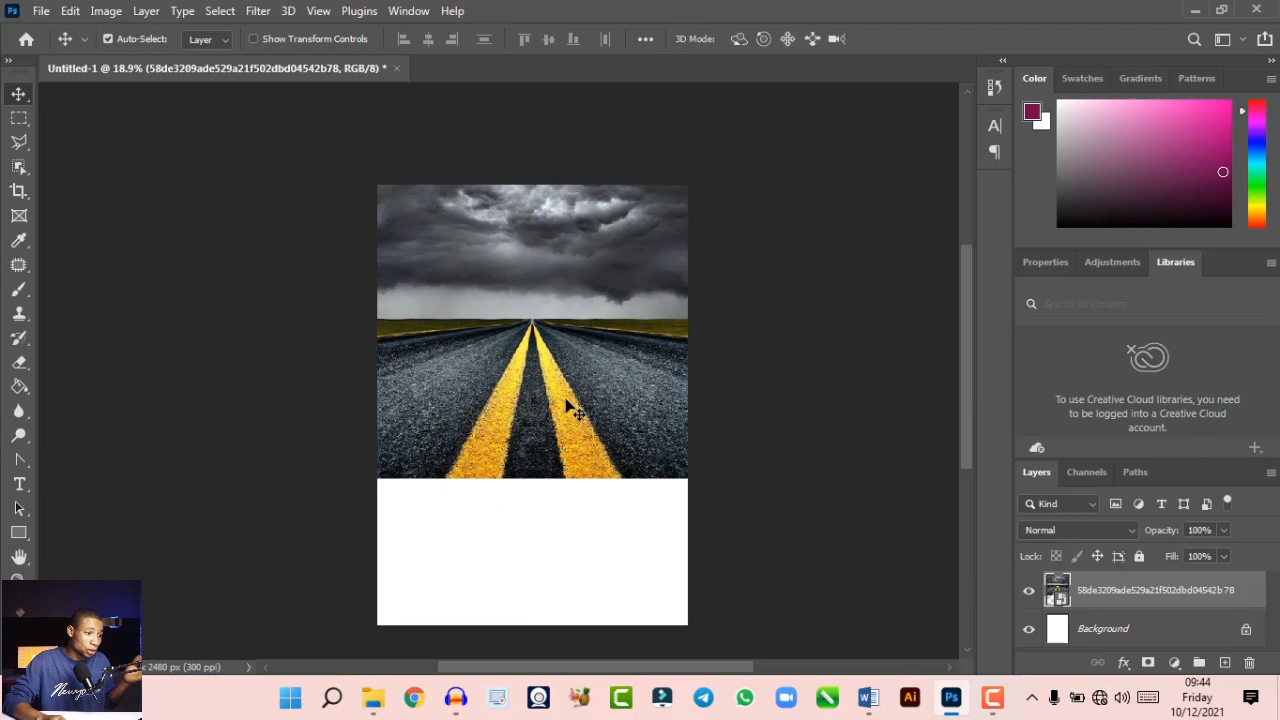 Ps File Edit Image Layer Type Select Filter 3D View Plugins Window Help
Auto-Select: Layer Show Transform Controls 3D Mode:
Untitled-1 @ 18.9% (58de3209ade529a21f502dbd04542b78, RGB/8) *
Color Swatches Gradients Patterns
Properties Adjustments Libraries
Search all Libraries
To use Creative Cloud Libraries, you
need to be logged into a Creative Cloud
account.
Layers Channels Paths
Kind
Normal Opacity: 100%
Lock: Fill: 100%
58de3209ade529a21f502dbd04542b78
Background
2480 px (300 ppi)
Ai Ps
09:44
Friday
10/12/2021